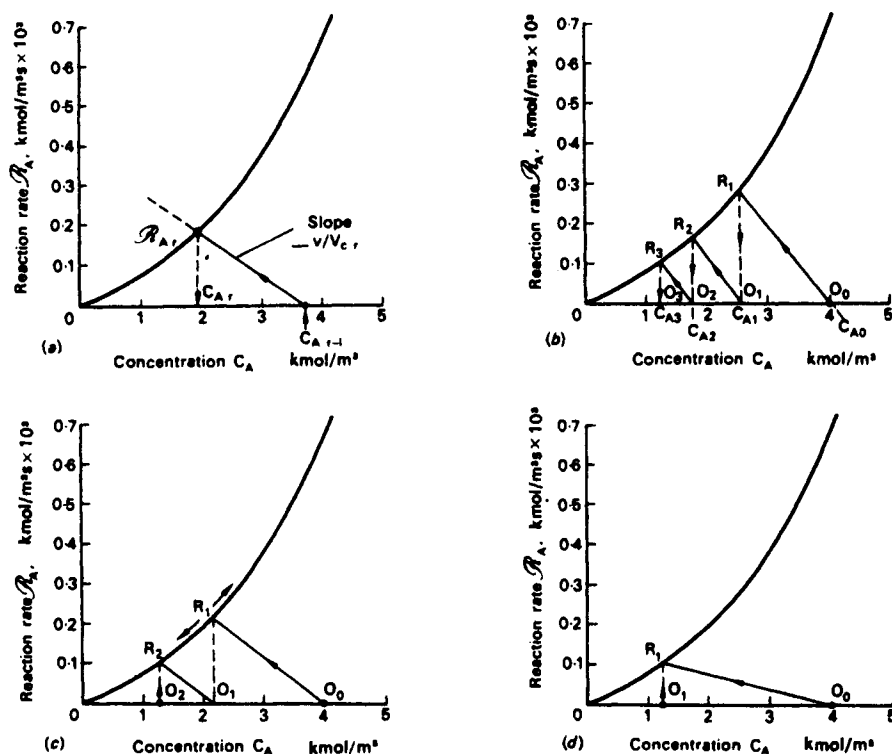 Reaction rate ℛA, kmol/m³s × 10³
0·7
0·6
0·5
0·4
0·3
0·2
0·1
ℛA r
Slope
− v/Vc r
CA r
CA r–1
0 1 2 3 4 5
(a) Concentration CA kmol/m³
Reaction rate ℛA, kmol/m³s × 10³
0·7
0·6
0·5
0·4
0·3
0·2
0·1
R1
R2
R3
O3 O2 O1 O0
0 1 2 3 4 5
CA3 CA2 CA1 CA0
(b) Concentration CA kmol/m³
Reaction rate ℛA, kmol/m³s × 10³
0·7
0·6
0·5
0·4
0·3
0·2
0·1
R1
R2
O2 O1 O0
0 1 2 3 4 5
(c) Concentration CA kmol/m³
Reaction rate ℛA, kmol/m³s × 10³
0·7
0·6
0·5
0·4
0·3
0·2
0·1
R1
O1 O0
0 1 2 3 4 5
(d) Concentration CA kmol/m³